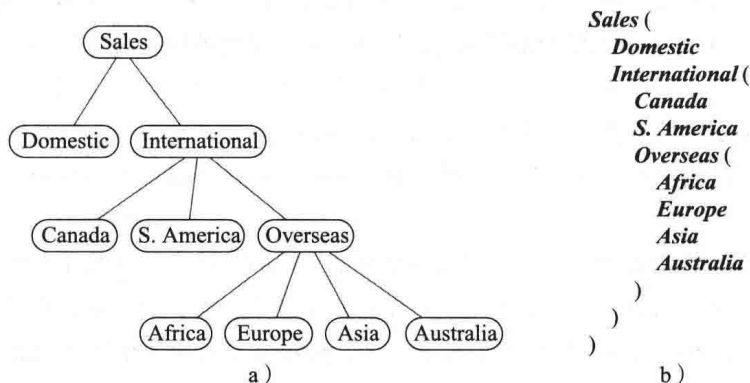 Sales
Domestic International
Canada S. America Overseas
Africa Europe Asia Australia
a)
Sales (
Domestic
International (
Canada
S. America
Overseas (
Africa
Europe
Asia
Australia
)
)
)
b)